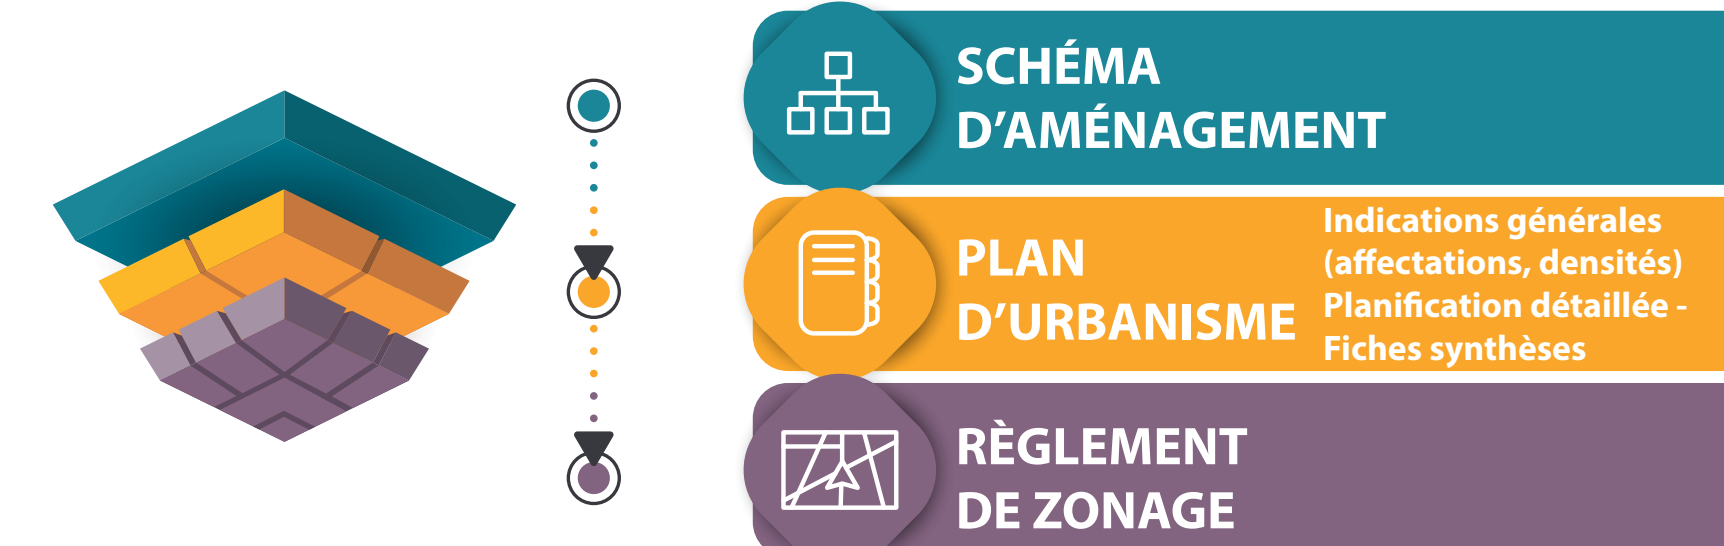 SCHÉMA
D’AMÉNAGEMENT
PLAN
D’URBANISME
Indications générales
(affectations, densités)
Planification détaillée -
Fiches synthèses
RÈGLEMENT
DE ZONAGE